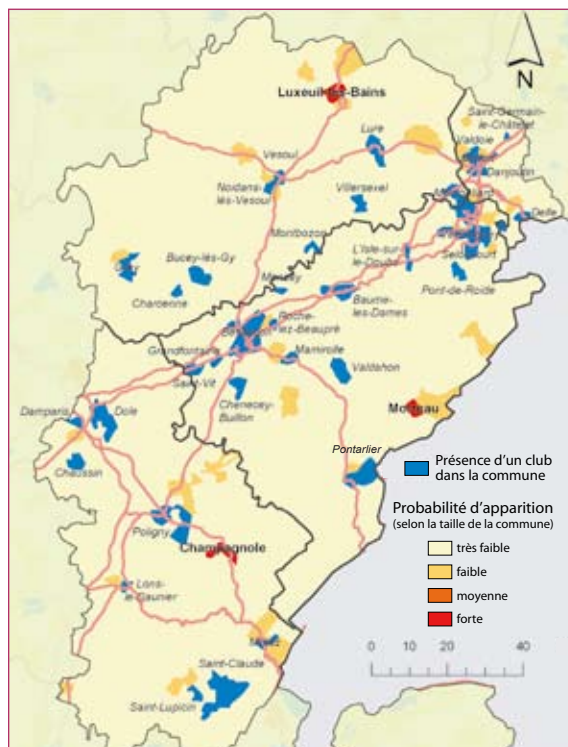 N
Luxeuil-les-Bains
Saint-Germain-
le-Châtelet
Lure
Valdoie
Vesoul
Danjoutin
Noidans-
lès-Vesoul
Villersexel
Delle
Montbozon
L'Isle-sur-
le-Doubs
Bucey-lès-Gy
Pont-de-Roide
Charcenne
Baume-
les-Dames
Roche-
lez-Beaupré
Grandfontaine
Mamirolle
Saint-Vit
Valdahon
Chenecey-
Buillon
Damparis
Dole
Morteau
Chaussin
Pontarlier
Présence d'un club
dans la commune
Probabilité d'apparition
(selon la taille de la commune)
très faible
faible
moyenne
forte
Poligny
Champagnole
Lons-
le-Saunier
0 10 20 40
Saint-Claude
Saint-Lupicin